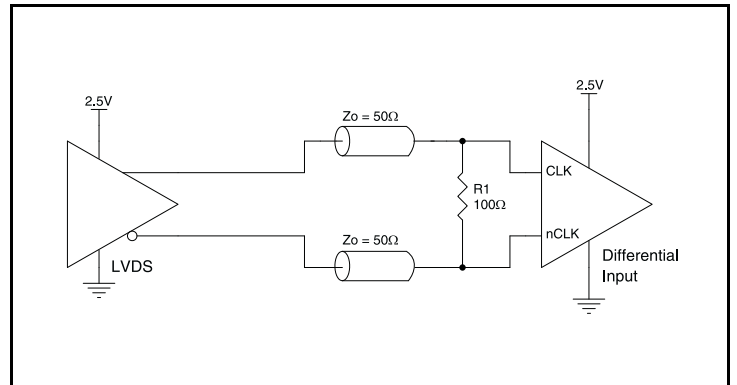 2.5V
2.5V
Zo = 50Ω
CLK
R1
100Ω
nCLK
Zo = 50Ω
LVDS
Differential
Input